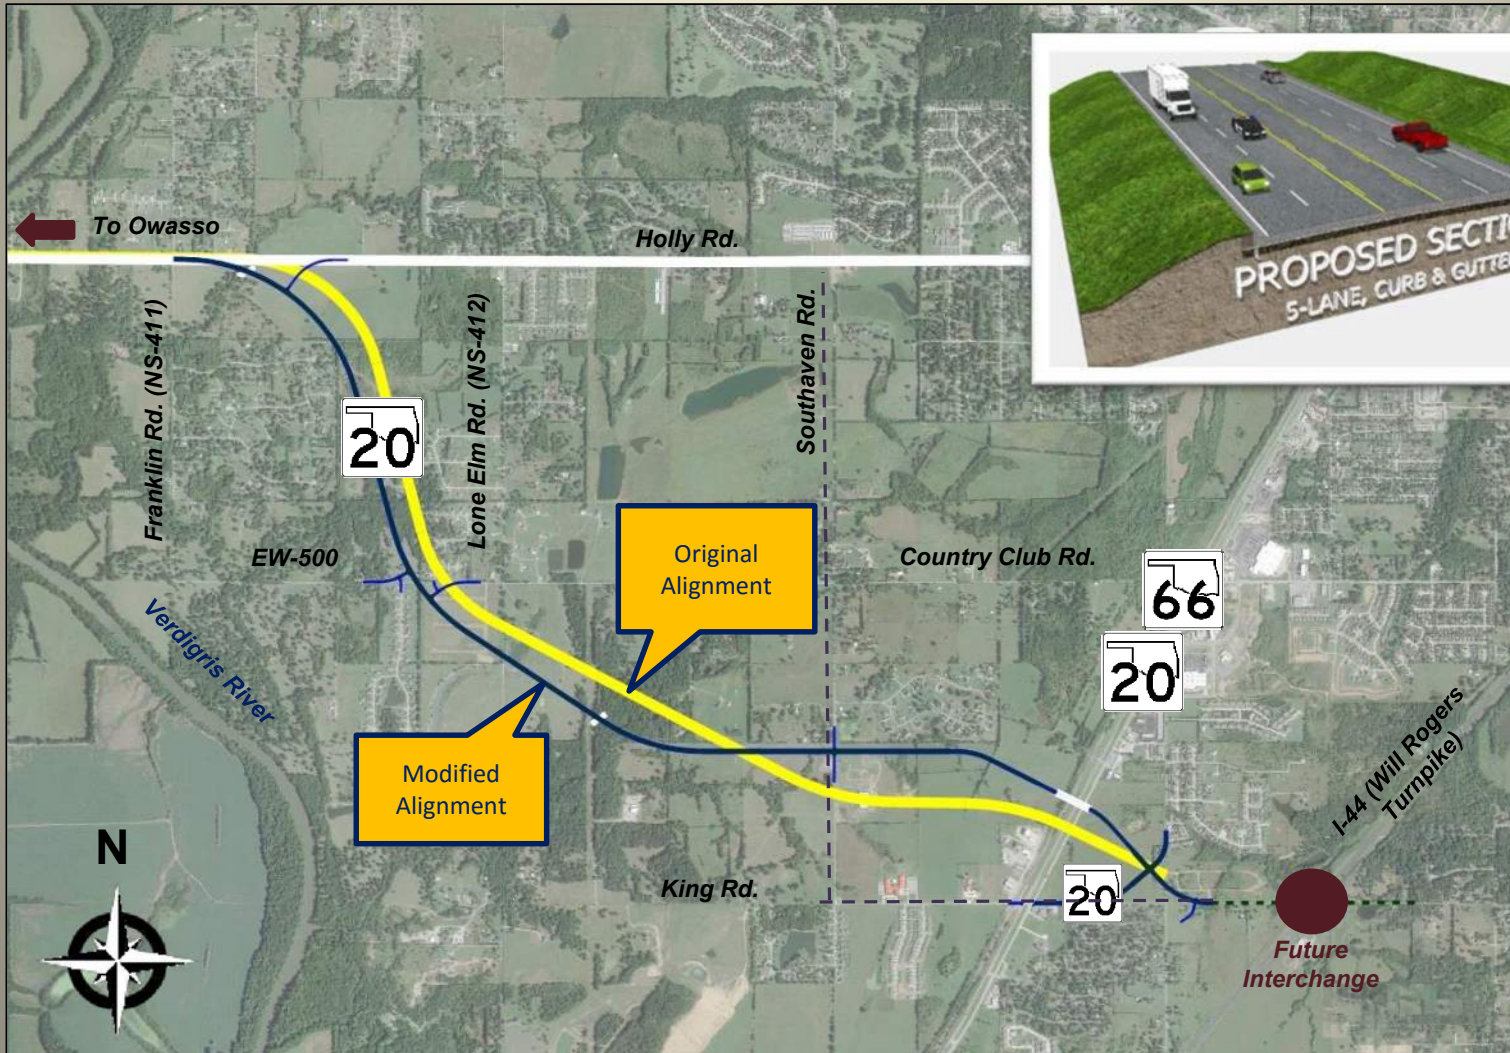 To Owasso
Holly Rd.
PROPOSED SECTI
5-LANE, CURB & GUTTE
Franklin Rd. (NS-411)
Lone Elm Rd. (NS-412)
Southaven Rd.
20
EW-500
Original
Alignment
Country Club Rd.
66
20
Verdigris River
Modified
Alignment
I-44 (Will Rogers
Turnpike)
N
King Rd.
20
Future
Interchange